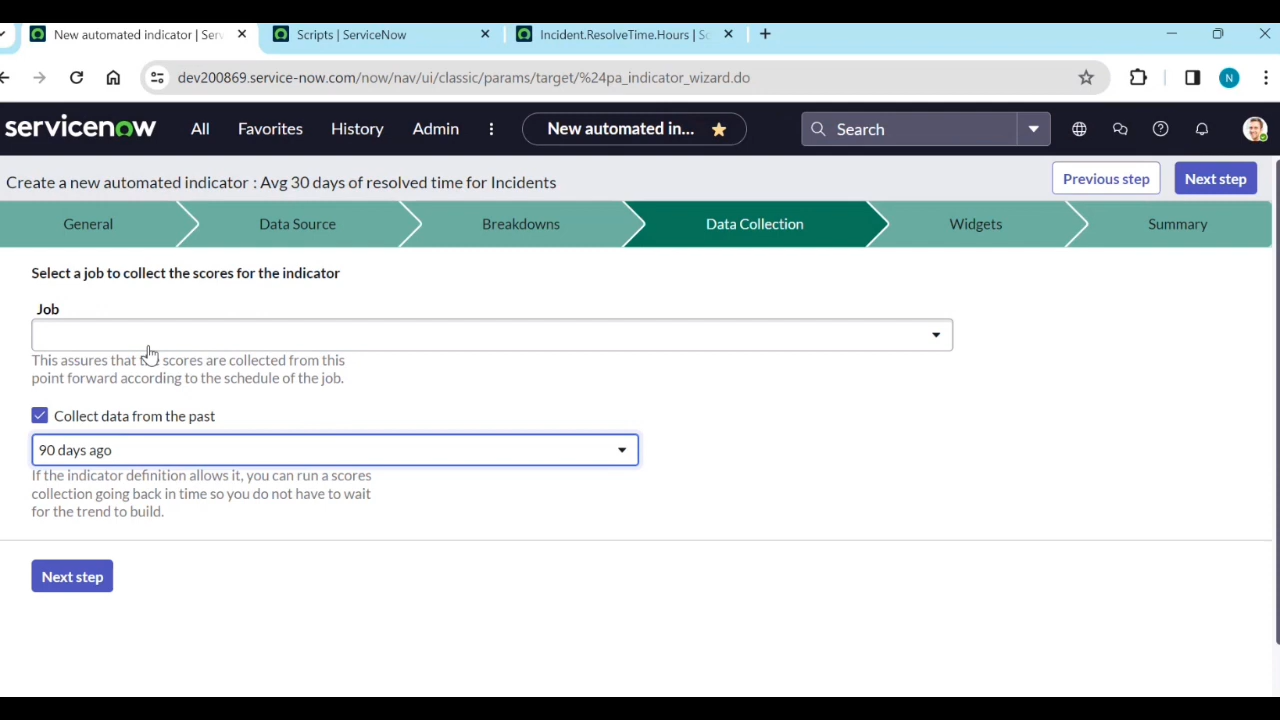 New automated indicator | Serv
Scripts | ServiceNow
Incident.ResolveTime.Hours | Sc
dev200869.service-now.com/now/nav/ui/classic/params/target/%24pa_indicator_wizard.do
N
servicenow
All
Favorites
History
Admin
New automated in...
Search
Create a new automated indicator : Avg 30 days of resolved time for Incidents
Previous step
Next step
General
Data Source
Breakdowns
Data Collection
Widgets
Summary
Select a job to collect the scores for the indicator
Job
This assures that scores are collected from this
point forward according to the schedule of the job.
Collect data from the past
90 days ago
If the indicator definition allows it, you can run a scores
collection going back in time so you do not have to wait
for the trend to build.
Next step